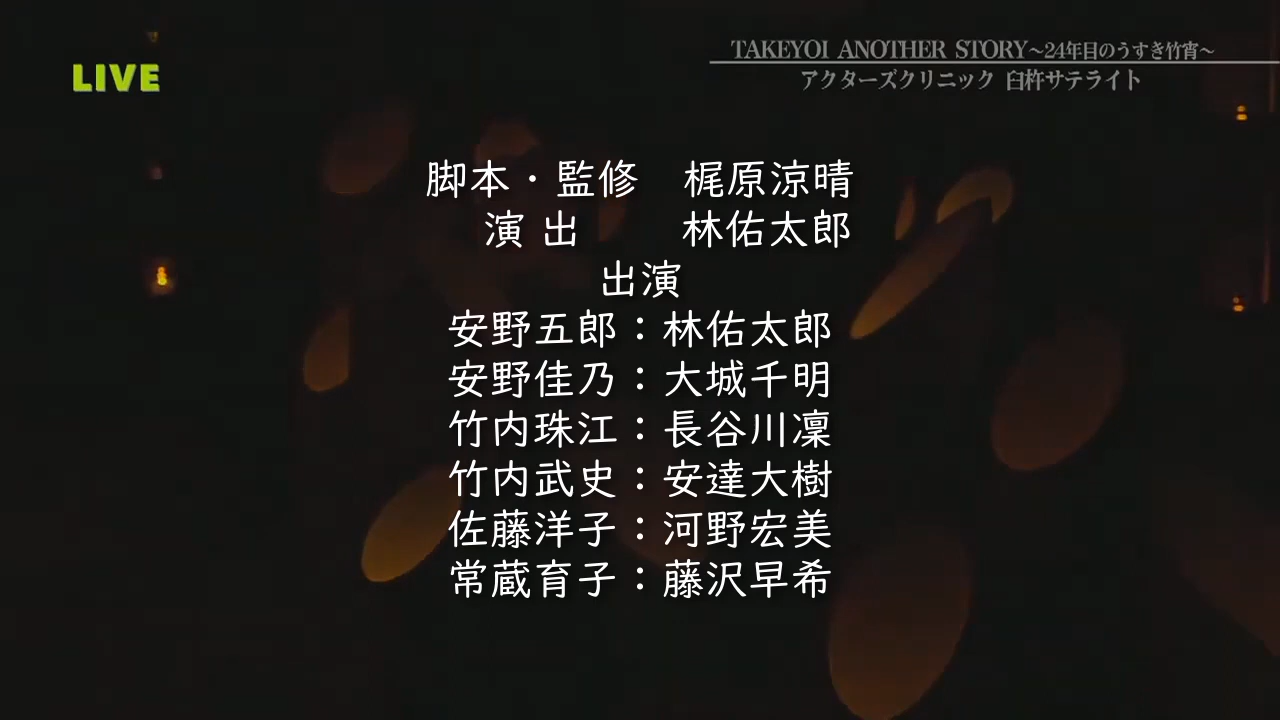 LIVE
TAKEYOI ANOTHER STORY～24年目のうすき竹宵～
アクターズクリニック 臼杵サテライト
脚本・監修　梶原涼晴
演 出　　林佑太郎
出演
安野五郎：林佑太郎
安野佳乃：大城千明
竹内珠江：長谷川凜
竹内武史：安達大樹
佐藤洋子：河野宏美
常蔵育子：藤沢早希